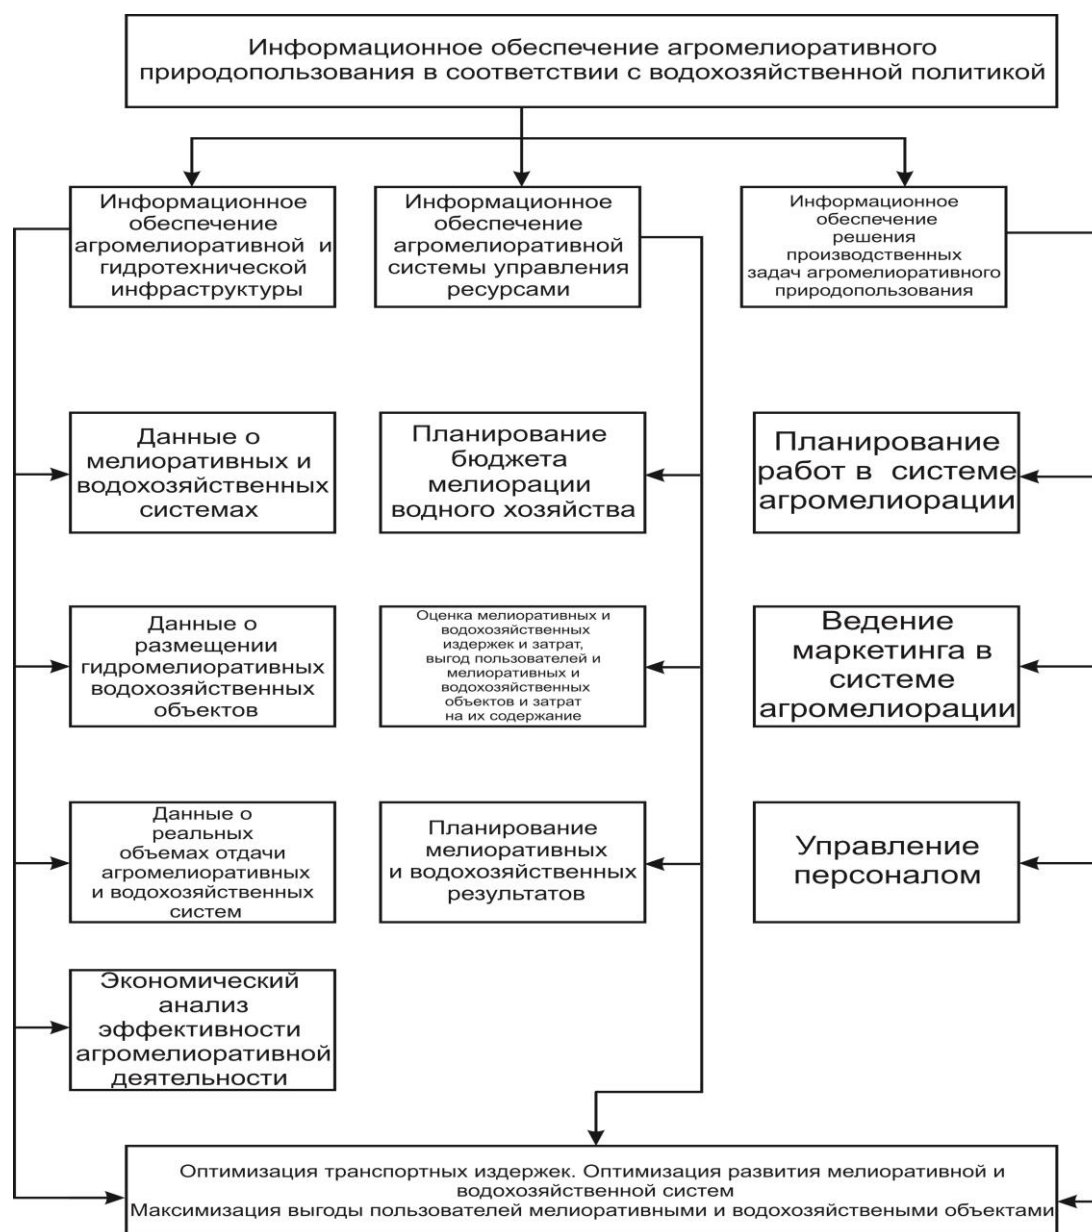 Информационное обеспечение агромелиоративного
природопользования в соответствии с водохозяйственной политикой
Информационное
обеспечение
агромелиоративной и
гидротехнической
инфраструктуры
Информационное
обеспечение
агромелиоративной
системы управления
ресурсами
Информационное
обеспечение
решения
производственных
задач агромелиоративного
природопользования
Данные о
мелиоративных и
водохозяйственных
системах
Планирование
бюджета
мелиорации
водного хозяйства
Планирование
работ в системе
агромелиорации
Данные о
размещении
гидромелиоративных
водохозяйственных
объектов
Оценка мелиоративных и
водохозяйственных
издержек и затрат,
выгод пользователей и
мелиоративных и
водохозяйственных
объектов и затрат
на их содержание
Ведение
маркетинга в
системе
агромелиорации
Данные о
реальных
объемах отдачи
агромелиоративных
и водохозяйственных
систем
Планирование
мелиоративных
и водохозяйственных
результатов
Управление
персоналом
Экономический
анализ
эффективности
агромелиоративной
деятельности
Оптимизация транспортных издержек. Оптимизация развития мелиоративной и
водохозяйственной систем
Максимизация выгоды пользователей мелиоративными и водохозяйствеными объектами